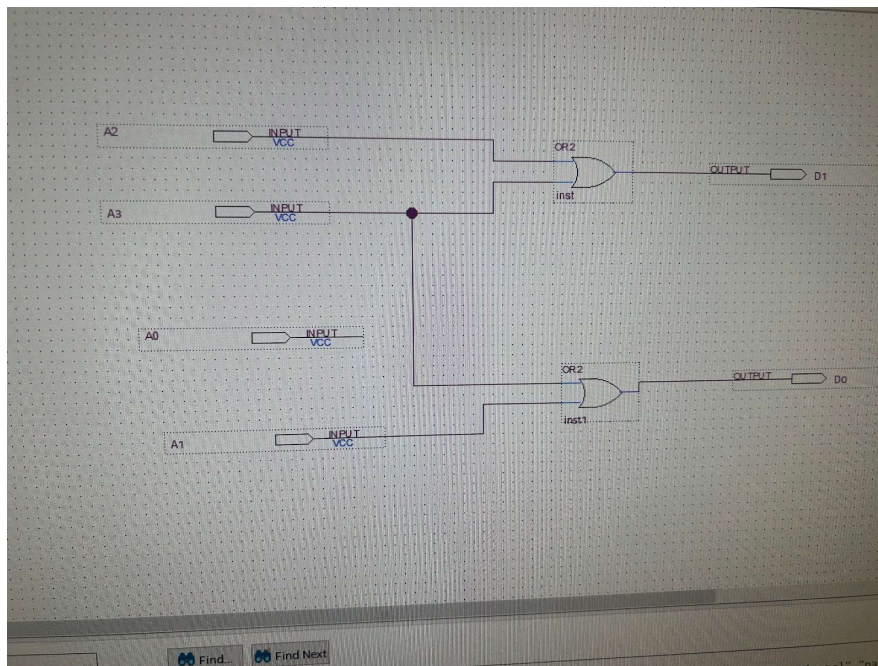 A2
INPUT
VCC
OR2
inst
OUTPUT
D1
A3
INPUT
VCC
A0
INPUT
VCC
OR2
inst1
OUTPUT
D0
A1
INPUT
VCC
Find...
Find Next